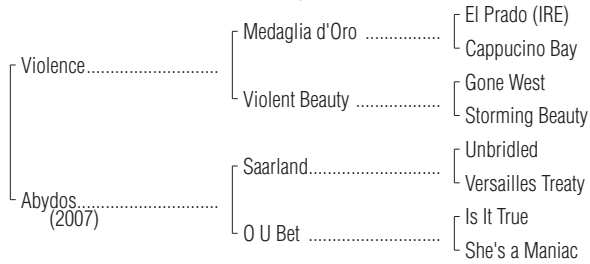 El Prado (IRE)
Medaglia d'Oro ..................
Cappucino Bay
Violence................................
Gone West
Violent Beauty ....................
Storming Beauty
Unbridled
Saarland..............................
Versailles Treaty
Abydos..................................
(2007)
Is It True
O U Bet ...............................
She's a Maniac